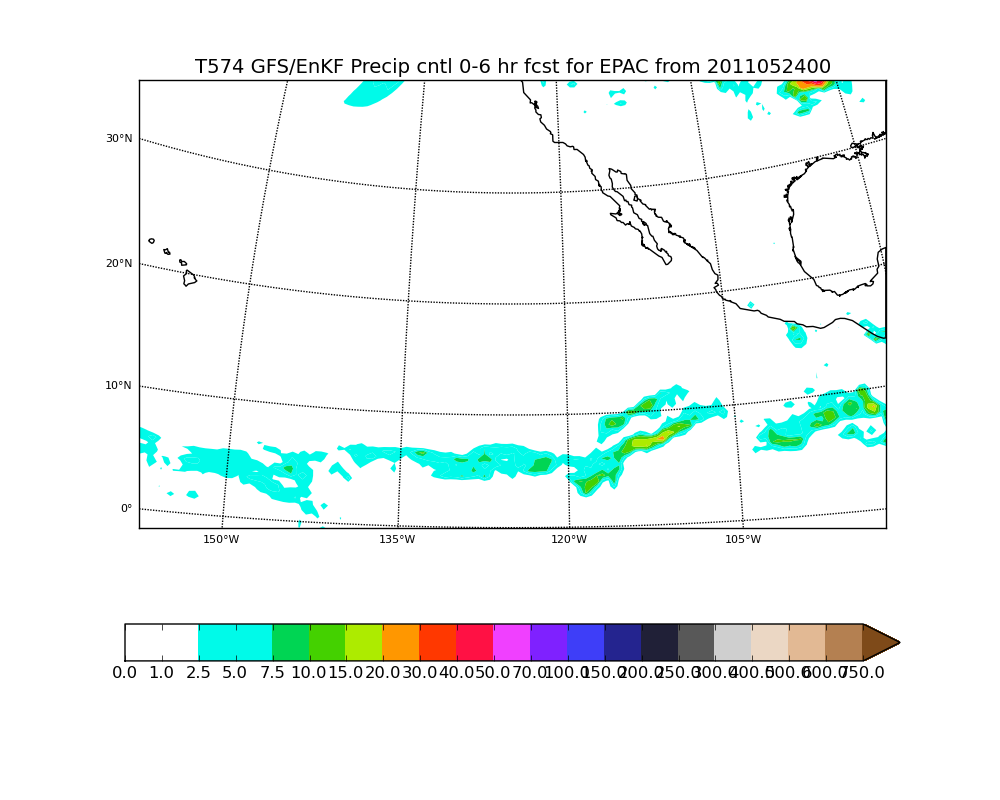 T574 GFS/EnKF Precip cntl 0-6 hr fcst for EPAC from 2011052400
30°N
20°N
10°N
0°
150°W 135°W 120°W 105°W
0.0 1.0 2.5 5.0 7.5 10.0 15.0 20.0 30.0 40.0 50.0 70.0 100.0 150.0 200.0 250.0 300.0 400.0 500.0 600.0 750.0